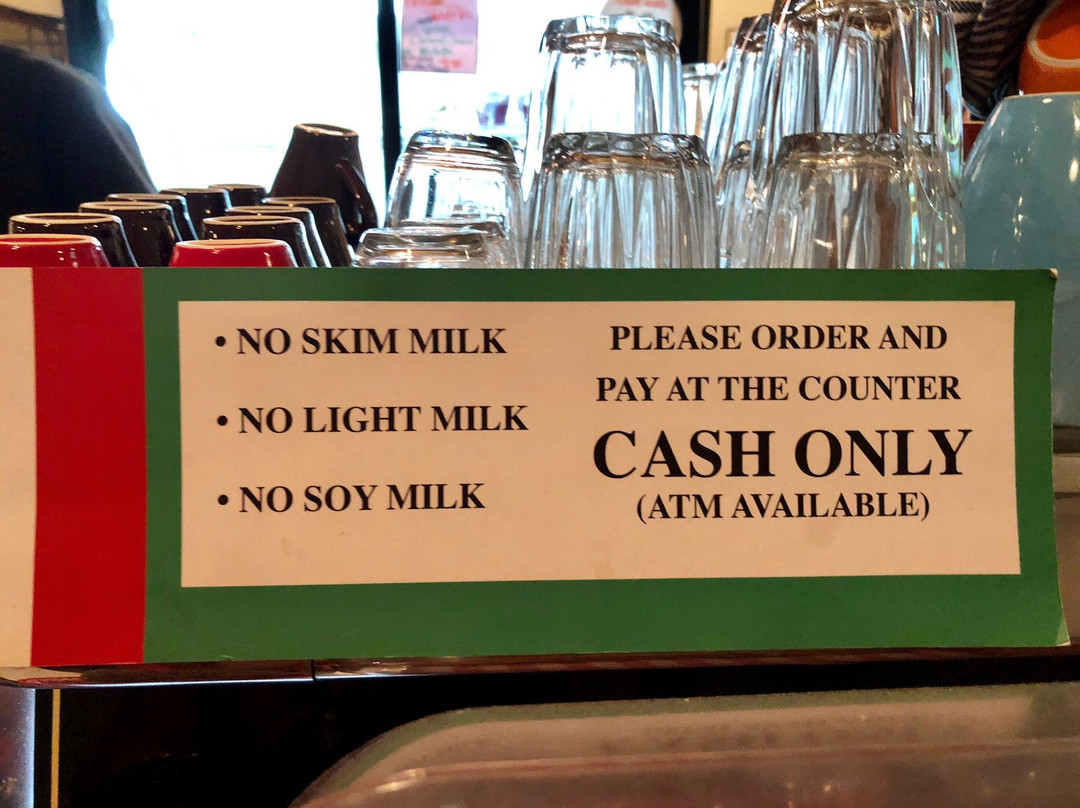 • NO SKIM MILK
• NO LIGHT MILK
• NO SOY MILK
PLEASE ORDER AND
PAY AT THE COUNTER
CASH ONLY
(ATM AVAILABLE)